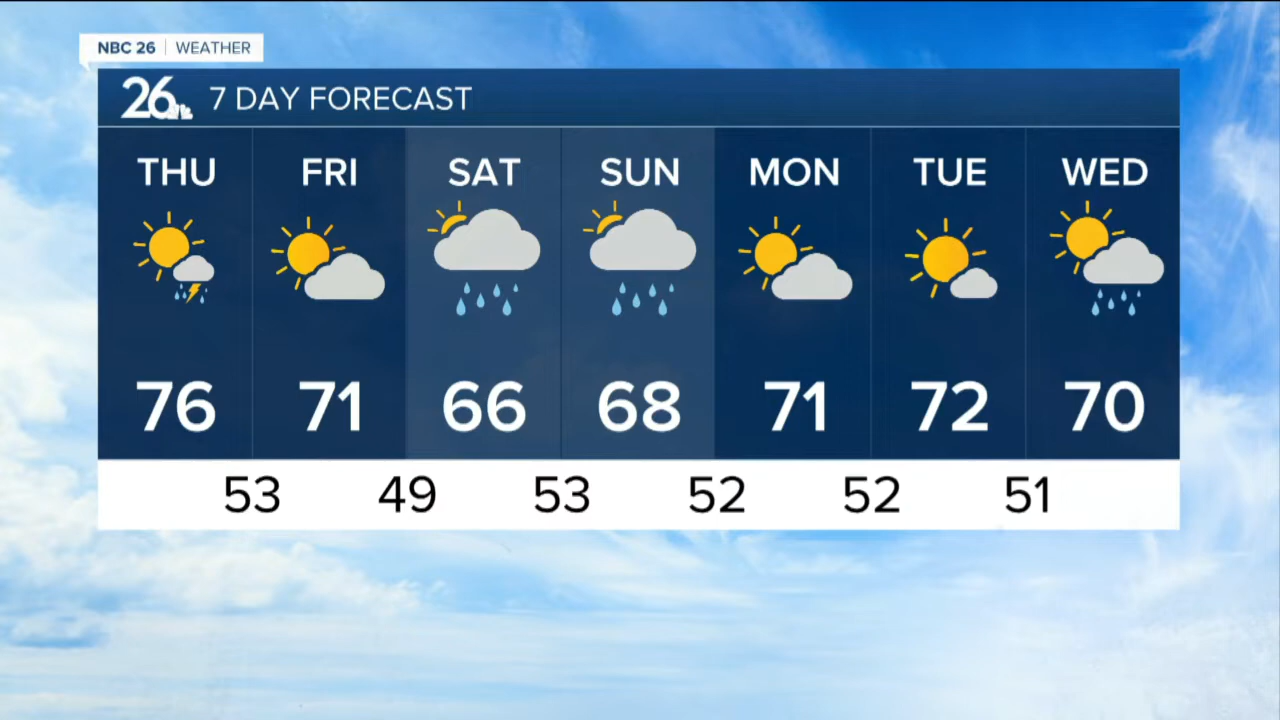 NBC 26 | WEATHER
26 7 DAY FORECAST
THU FRI SAT SUN MON TUE WED
76 71 66 68 71 72 70
53 49 53 52 52 51